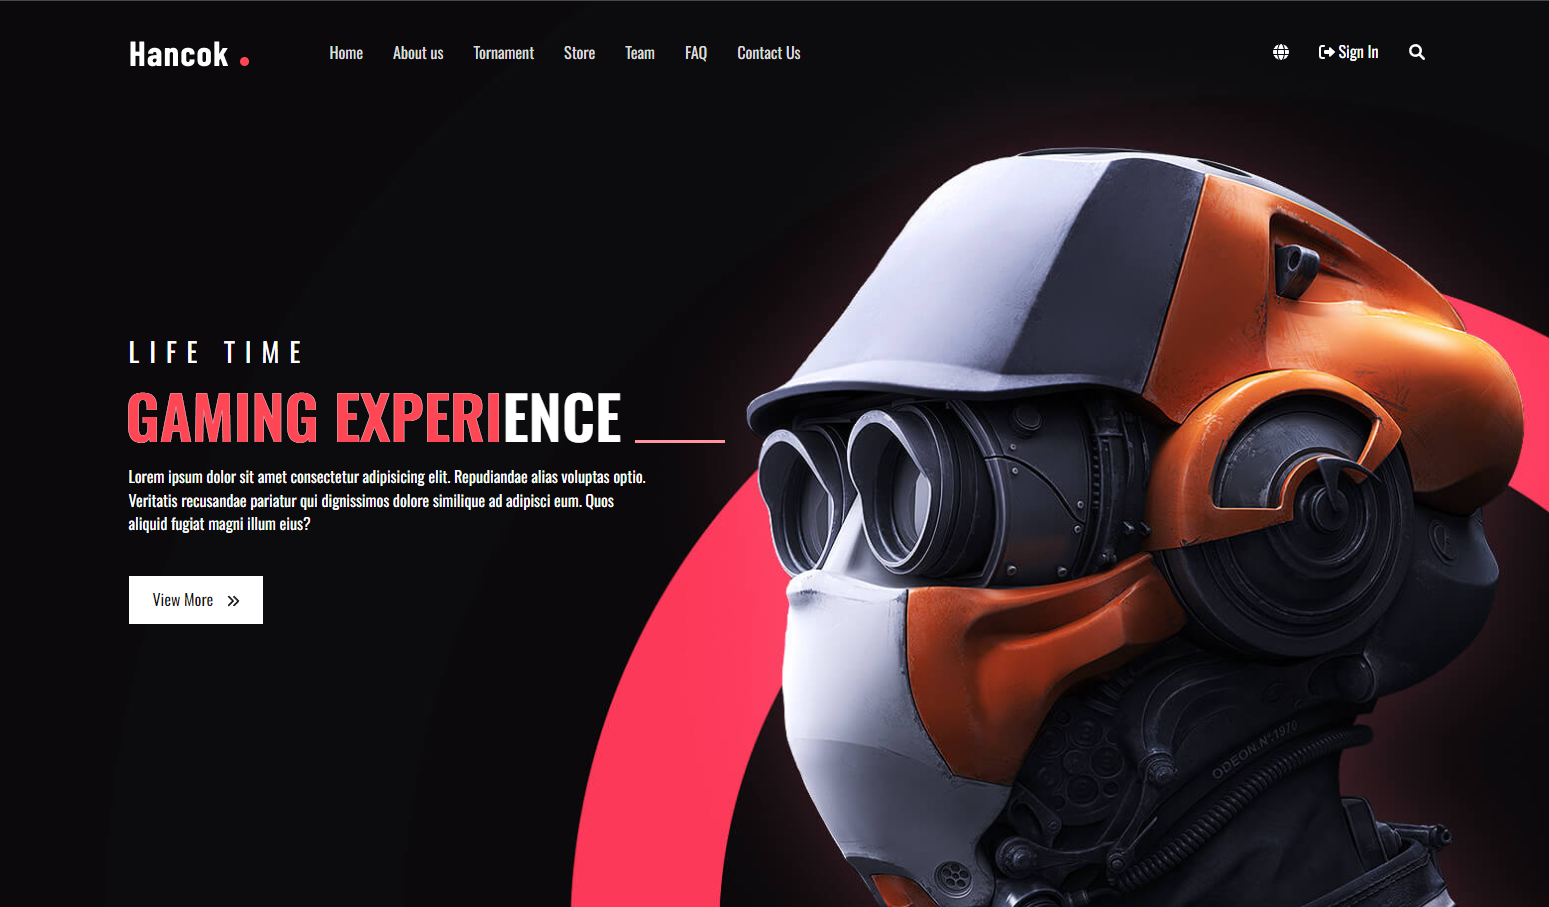 Hancok
Home About us Tornament Store Team FAQ Contact Us
Sign In
LIFE TIME
GAMING EXPERIENCE
Lorem ipsum dolor sit amet consectetur adipisicing elit. Repudiandae alias voluptas optio.
Veritatis recusandae pariatur qui dignissimos dolore similique ad adipisci eum. Quos
aliquid fugiat magni illum eius?
View More
ODEON.N°1970